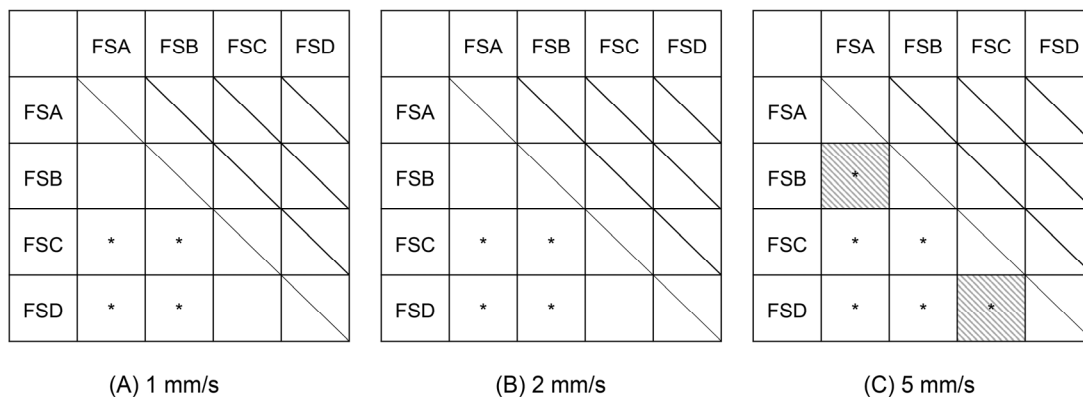 FSA FSB FSC FSD
FSA
FSB
FSC * *
FSD * *
(A) 1 mm/s
FSA FSB FSC FSD
FSA
FSB
FSC * *
FSD * *
(B) 2 mm/s
FSA FSB FSC FSD
FSA
FSB *
FSC * *
FSD * * *
(C) 5 mm/s